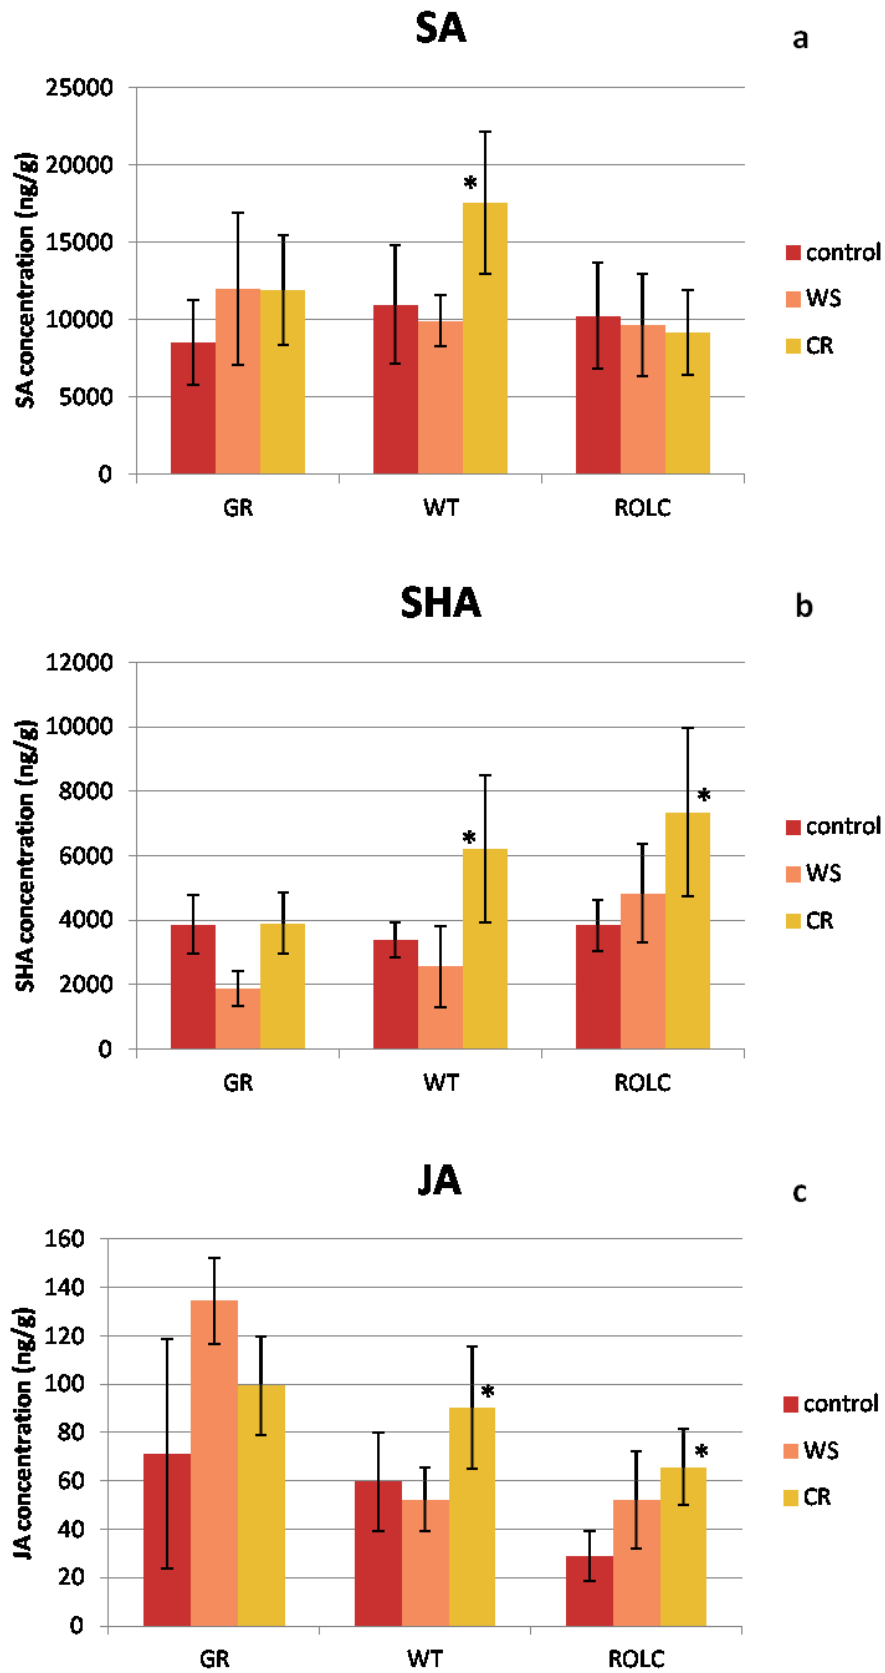 SA
a
SA concentration (ng/g)
25000
20000
15000
10000
5000
0
*
GR
WT
ROLC
control
WS
CR
SHA
b
SHA concentration (ng/g)
12000
10000
8000
6000
4000
2000
0
*
*
GR
WT
ROLC
control
WS
CR
JA
c
JA concentration (ng/g)
160
140
120
100
80
60
40
20
0
*
*
GR
WT
ROLC
control
WS
CR